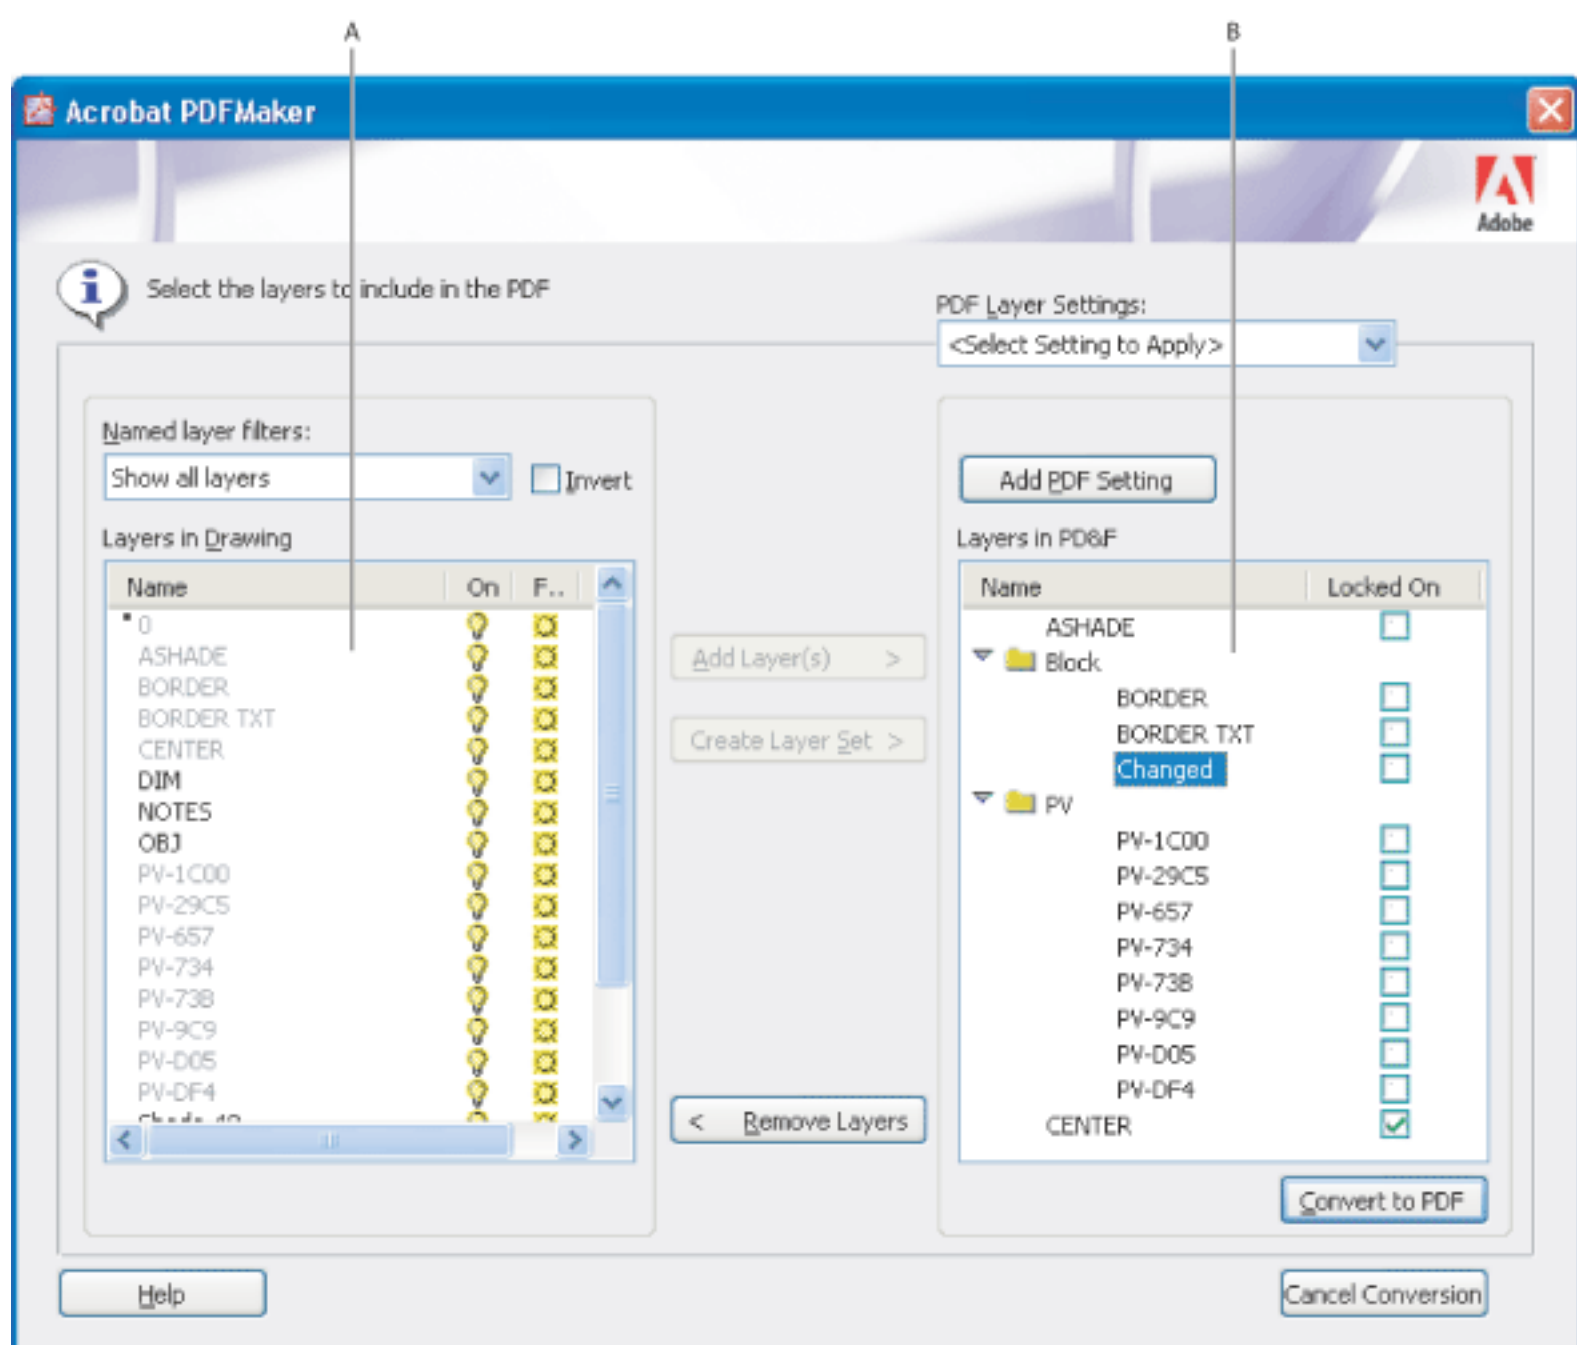 A B
Acrobat PDFMaker
Adobe
Select the layers to include in the PDF
PDF Layer Settings:
<Select Setting to Apply>
Named layer filters:
Show all layers
Invert
Add PDF Setting
Layers in Drawing
Layers in PD&F
Name On F..
0
ASHADE
BORDER
BORDER TXT
CENTER
DIM
NOTES
OBJ
PV-1C00
PV-29C5
PV-657
PV-734
PV-73B
PV-9C9
PV-D05
PV-DF4
Add Layer(s) >
Create Layer Set >
< Remove Layers
Name Locked On
ASHADE
Block
BORDER
BORDER TXT
Changed
PV
PV-1C00
PV-29C5
PV-657
PV-734
PV-73B
PV-9C9
PV-D05
PV-DF4
CENTER
Convert to PDF
Help
Cancel Conversion